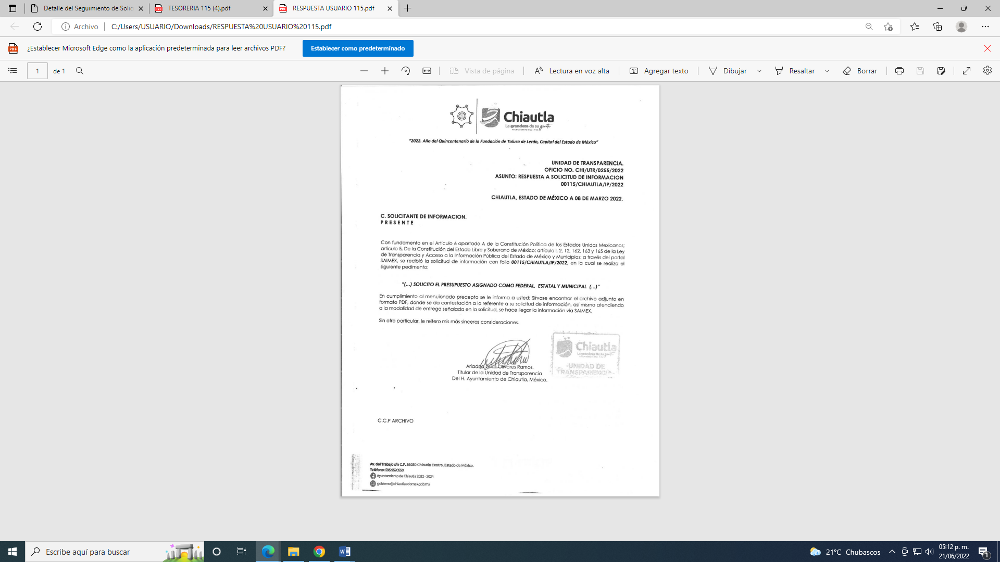 Detalle del Seguimiento de Solic
TESORERIA 115 (4).pdf
RESPUESTA USUARIO 115.pdf
Archivo
C:/Users/USUARIO/Downloads/RESPUESTA%20USUARIO%20115.pdf
¿Establecer Microsoft Edge como la aplicación predeterminada para leer archivos PDF?
Establecer como predeterminado
1 de 1
Vista de página
Lectura en voz alta
Agregar texto
Dibujar
Resaltar
Borrar
Chiautla
La grandeza de su gente
"2022. Año del Quincentenario de la Fundación de Toluca de Lerdo, Capital del Estado de México"
UNIDAD DE TRANSPARENCIA.
OFICIO NO. CHI/UTR/0255/2022
ASUNTO: RESPUESTA A SOLICITUD DE INFORMACION
00115/CHIAUTLA/IP/2022
CHIAUTLA, ESTADO DE MÉXICO A 08 DE MARZO 2022.
C. SOLICITANTE DE INFORMACION.
P R E S E N T E
Con fundamento en el Articulo 6 apartado A de la Constitución Política de los Estados Unidos Mexicanos;
artículo 5, De la Constitución del Estado Libre y Soberano de México; artículo I, 2, 12, 162, 163 y 165 de la Ley
de Transparencia y Acceso a la Información Pública del Estado de México y Municipios; a través del portal
SAIMEX, se recibió la solicitud de información con folio 00115/CHIAUTLA/IP/2022, en la cual se realiza el
siguiente pedimento:
"(...) SOLICITO EL PRESUPUESTO ASIGNADO COMO FEDERAL, ESTATAL Y MUNICIPAL (...)"
En cumplimiento al mencionado precepto se le informa a usted: Sírvase encontrar el archivo adjunto en
formato PDF, donde se da contestación a lo referente a su solicitud de información, así mismo atendiendo
a la modalidad de entrega señalada en la solicitud, se hace llegar la información vía SAIMEX.
Sin otro particular, le reitero mis más sinceras consideraciones.
Chiautla
La grandeza de su gente
-UNIDAD DE
TRANSPARENCIA-
Ariadna Cintli Olivares Ramos.
Titular de la Unidad de Transparencia
Del H. Ayuntamiento de Chiautla, México.
C.C.P ARCHIVO
Av. del Trabajo s/n C.P. 56030 Chiautla Centro, Estado de México.
Teléfono: 595 9520550
Ayuntamiento de Chiautla 2022 - 2024
gobierno@chiautlaedomex.gob.mx
Escribe aquí para buscar
21°C Chubascos
05:12 p. m.
21/06/2022
1